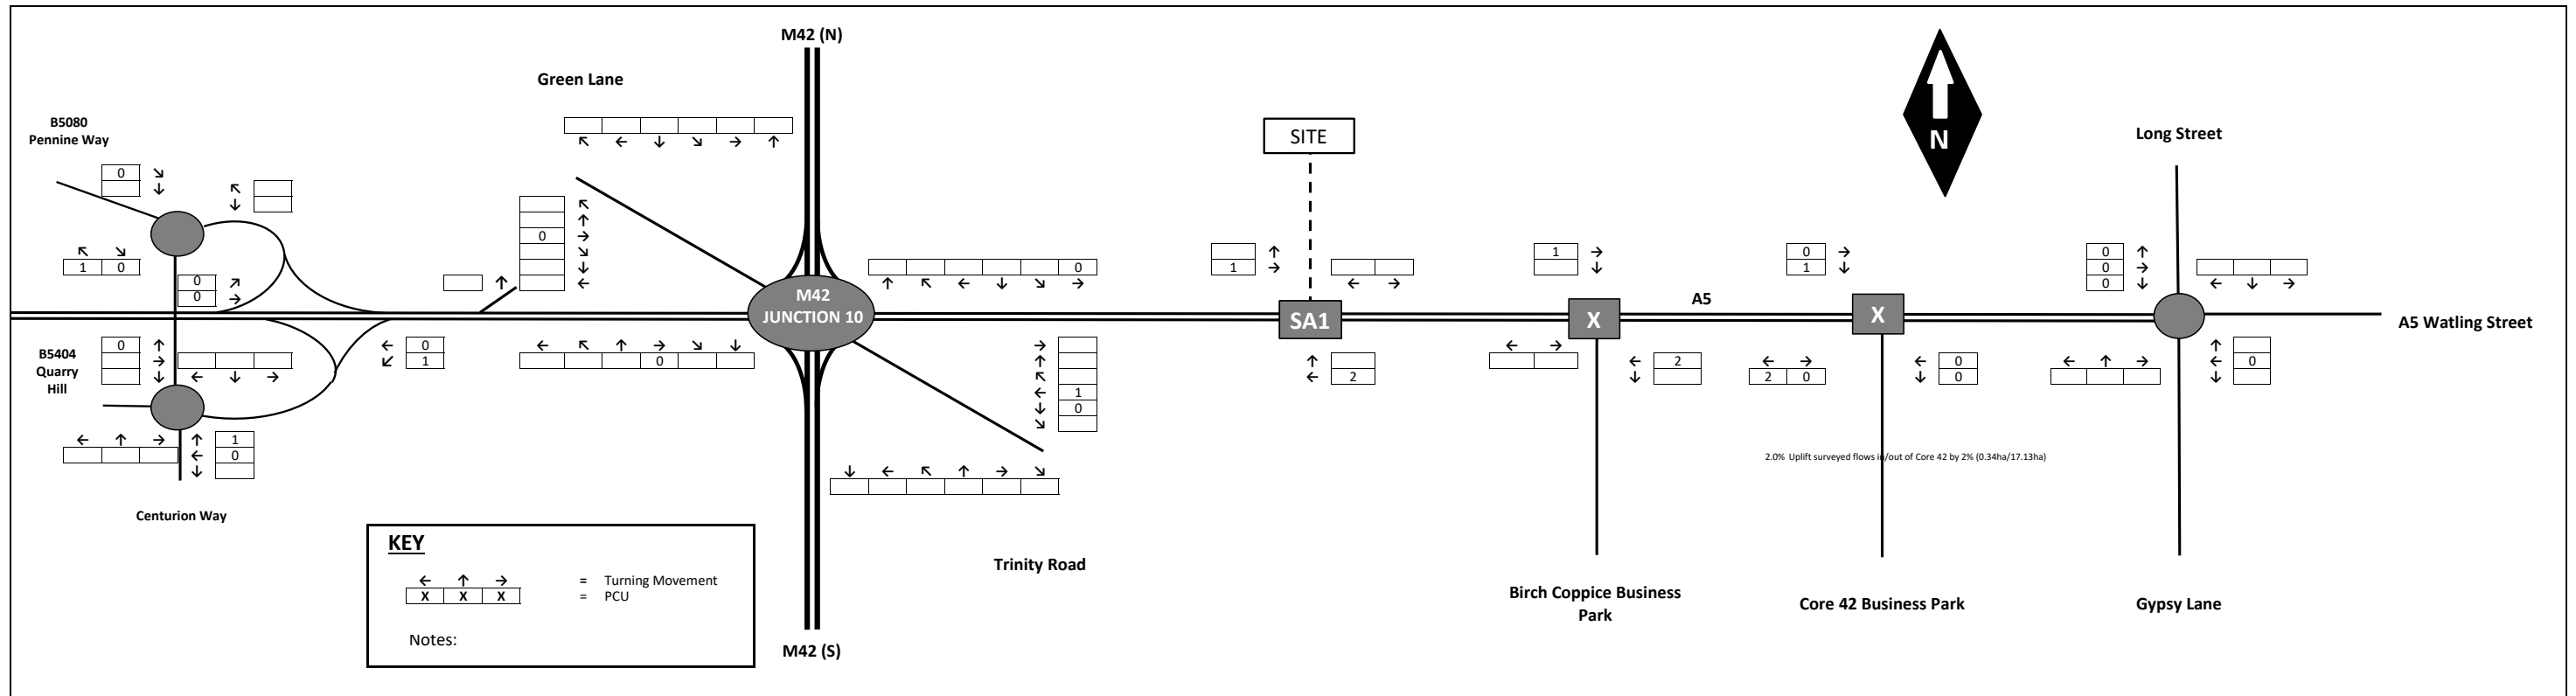 M42 (N)
Green Lane
B5080
Pennine Way
SITE
N
Long Street
0
↘
↓
↖
↓
↖ ← ↓ ↘ → ↑
↖
↑
0 →
↘
↓
←
↖ ↘
1 0
0 ↗
0 →
↑
M42
JUNCTION 10
0
↑ ↖ ← ↓ ↘ →
↑
1 →
← →
1 →
↓
0 →
1 ↓
0 ↑
0 →
0 ↓
← ↓ →
SA1
X
A5
X
A5 Watling Street
B5404
Quarry
Hill
0 ↑
→
↓
← ↓ →
← 0
↙ 1
← ↖ ↑ → ↘ ↓
0
→
↑
↖
← 1
↓ 0
↘
↑
← 2
← →
← 2
↓
← →
2 0
← 0
↓ 0
← ↑ →
↑
← 0
↓
← ↑ →
↑ 1
← 0
↓
↓ ← ↖ ↑ → ↘
2.0% Uplift surveyed flows in/out of Core 42 by 2% (0.34ha/17.13ha)
Centurion Way
KEY
← ↑ → = Turning Movement
X X X = PCU
Notes:
Trinity Road
M42 (S)
Birch Coppice Business
Park
Core 42 Business Park
Gypsy Lane